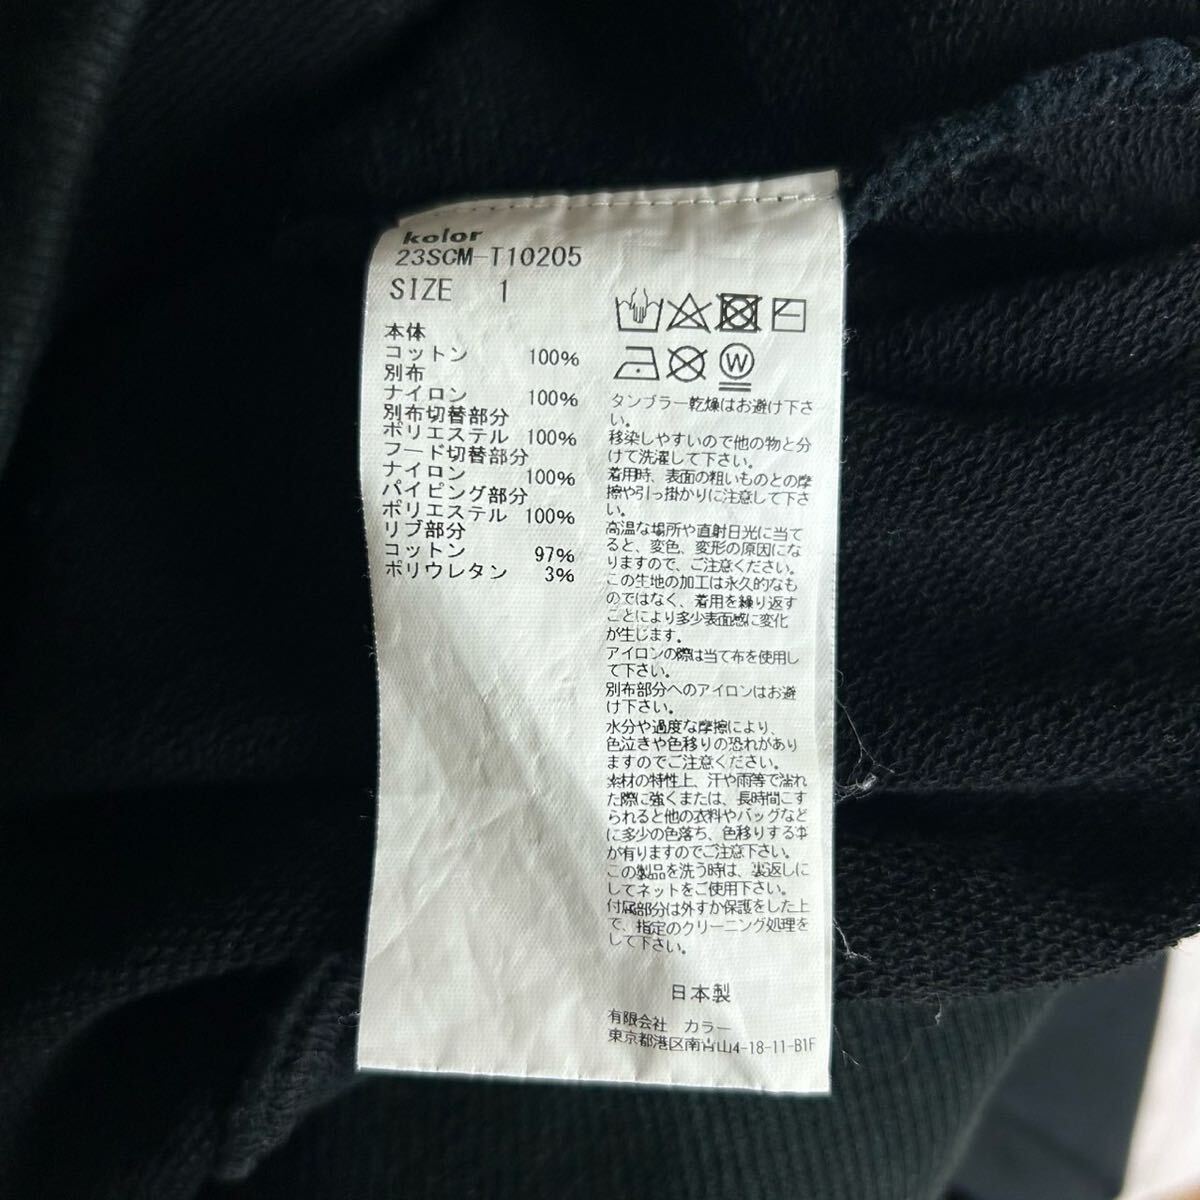 kolor
23SCM-T10205
SIZE 1
本体
コットン 100%
別布
ナイロン 100%
別布切替部分
ポリエステル 100%
フード切替部分
ナイロン 100%
パイピング部分
ポリエステル 100%
リブ部分
コットン 97%
ポリウレタン 3%
W
タンブラー乾燥はお避け下さ
い。
移染しやすいので他の物と分
けて洗濯して下さい。
着用時、表面の粗いものとの摩
擦や引っ掛かりに注意して下さ
い。
高温な場所や直射日光に当て
ると、変色、変形の原因にな
りますので、ご注意ください。
この生地の加工は永久的なも
のではなく、着用を繰り返す
ことにより多少表面感に変化
が生じます。
アイロンの際は当て布を使用し
て下さい。
別布部分へのアイロンはお避
け下さい。
水分や過度な摩擦により、
色泣きや色移りの恐れがあり
ますのでご注意ください。
素材の特性上、汗や雨等で濡れ
た際に強くまたは、長時間こす
られると他の衣料やバッグなど
に多少の色落ち、色移りする事
が有りますのでご注意下さい。
この製品を洗う時は、裏返しに
してネットをご使用下さい。
付属部分は外すか保護をした上
で、指定のクリーニング処理を
して下さい。
日本製
有限会社 カラー
東京都港区南青山4-18-11-B1F